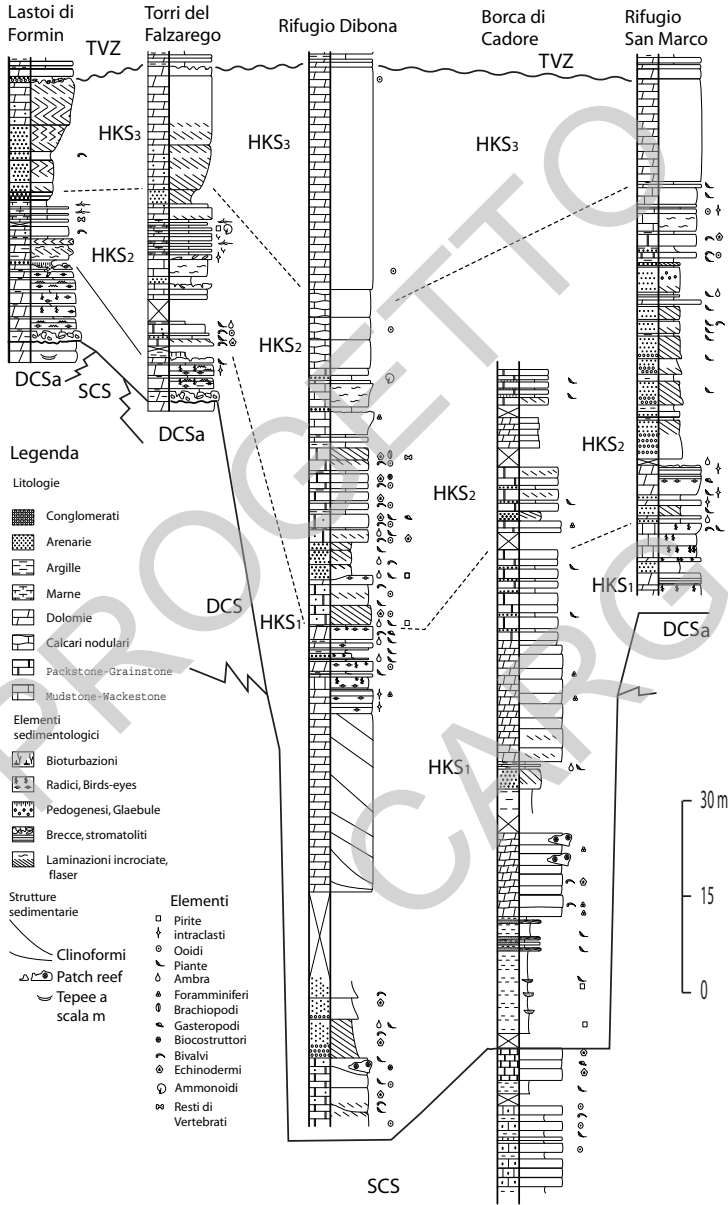 Lastoi di
Formin
Torri del
Falzarego
Rifugio Dibona
Borca di
Cadore
Rifugio
San Marco
TVZ
TVZ
HKS3
HKS3
HKS3
HKS2
HKS2
HKS2
HKS2
DCSa
SCS
DCSa
DCS
HKS1
HKS1
HKS1
DCSa
SCS
30 m
15
0
Legenda
Litologie
Conglomerati
Arenarie
Argille
Marne
Dolomie
Calcari nodulari
Packstone-Grainstone
Mudstone-Wackestone
Elementi
sedimentologici
Bioturbazioni
Radici, Birds-eyes
Pedogenesi, Glaebule
Brecce, stromatoliti
Laminazioni incrociate,
flaser
Strutture
sedimentarie
Clinoformi
Patch reef
Tepee a
scala m
Elementi
Pirite
intraclasti
Ooidi
Piante
Ambra
Foramminiferi
Brachiopodi
Gasteropodi
Biocostruttori
Bivalvi
Echinodermi
Ammonoidi
Resti di
Vertebrati
PROGETTO
CARG